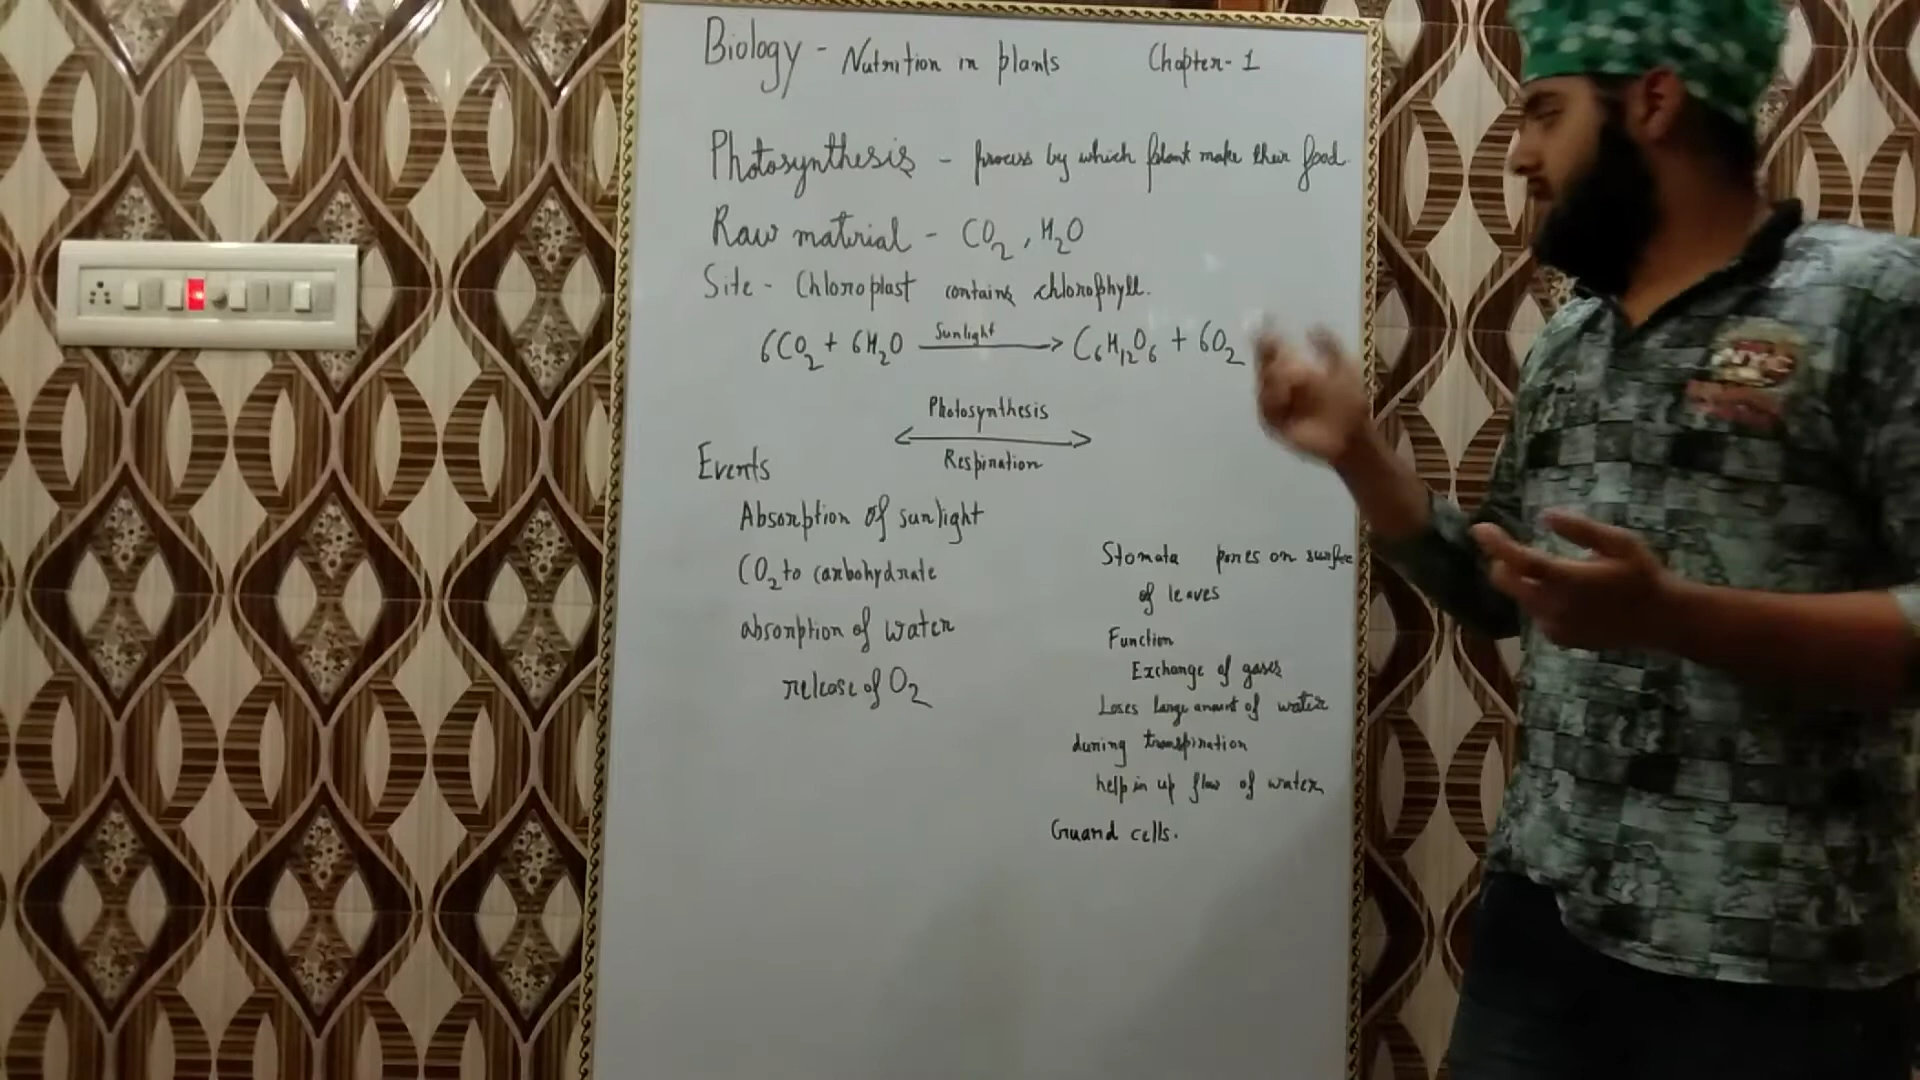 Biology - Nutrition in plants Chapter-1
Photosynthesis - process by which plant make their food
Raw material - CO₂, H₂O
Site - Chloroplast contains chlorophyll.
6CO₂ + 6H₂O Sunlight → C₆H₁₂O₆ + 6O₂
Photosynthesis
↔
Respiration
Events
Absorption of sunlight
CO₂ to carbohydrate
absorption of water
release of O₂
Stomata pores on surface
of leaves
Function
Exchange of gases
Loses large amount of water
during transpiration
help in up flow of water
Guard cells.